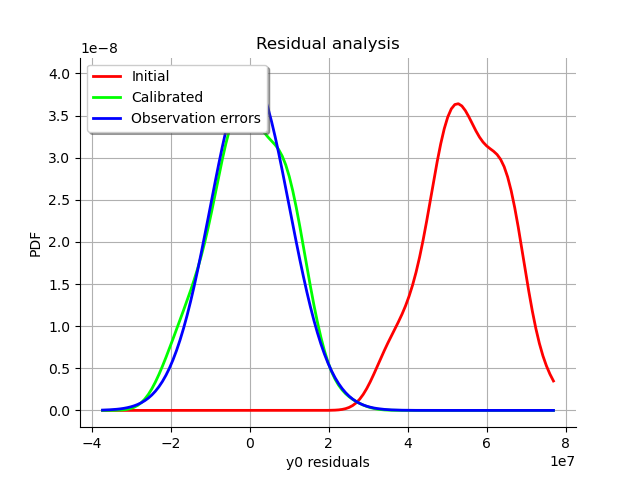 Residual analysis
1e−8
Initial
Calibrated
Observation errors
4.0
3.5
3.0
2.5
2.0
1.5
1.0
0.5
0.0
PDF
−4 −2 0 2 4 6 8
y0 residuals
1e7